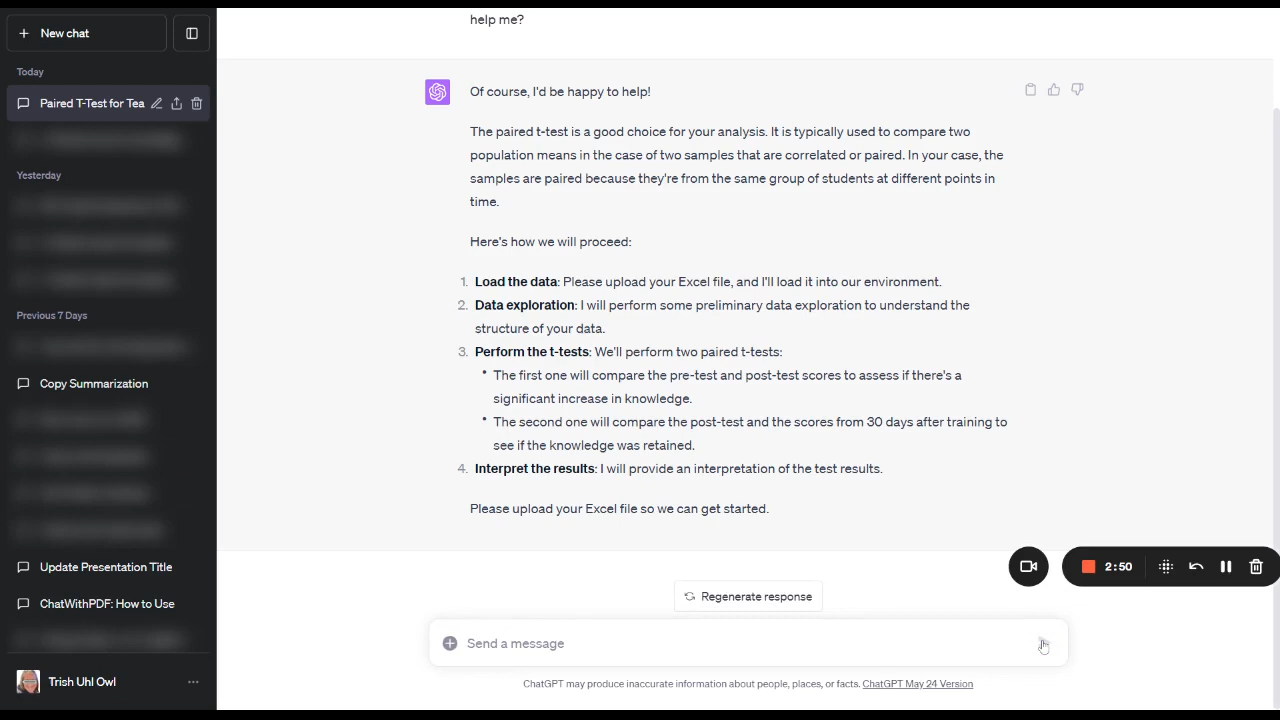 New chat
Today
Paired T-Test for Tea
Yesterday
Previous 7 Days
Copy Summarization
Update Presentation Title
ChatWithPDF: How to Use
Trish Uhl Owl
help me?
Of course, I'd be happy to help!
The paired t-test is a good choice for your analysis. It is typically used to compare two
population means in the case of two samples that are correlated or paired. In your case, the
samples are paired because they're from the same group of students at different points in
time.
Here's how we will proceed:
1. Load the data: Please upload your Excel file, and I'll load it into our environment.
2. Data exploration: I will perform some preliminary data exploration to understand the
structure of your data.
3. Perform the t-tests: We'll perform two paired t-tests:
• The first one will compare the pre-test and post-test scores to assess if there's a
significant increase in knowledge.
• The second one will compare the post-test and the scores from 30 days after training to
see if the knowledge was retained.
4. Interpret the results: I will provide an interpretation of the test results.
Please upload your Excel file so we can get started.
2:50
Regenerate response
Send a message
ChatGPT may produce inaccurate information about people, places, or facts. ChatGPT May 24 Version